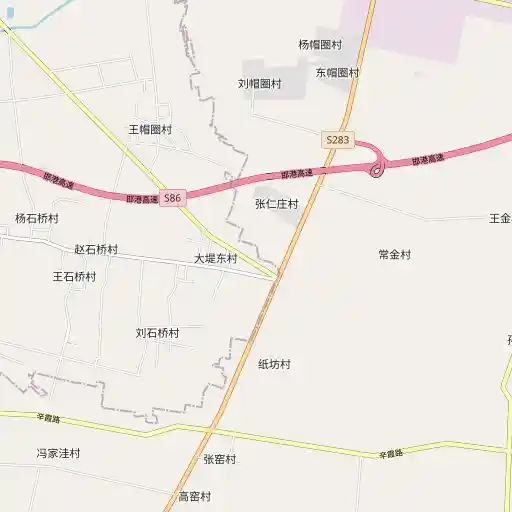 杨帽圈村
东帽圈村
刘帽圈村
王帽圈村
S283
邯港高速
邯港高速
邯港高速
邯港高速
S86
张仁庄村
杨石桥村
王金
赵石桥村
常金村
大堤东村
王石桥村
刘石桥村
纸坊村
辛霞路
冯家洼村
张窑村
辛霞路
高窑村